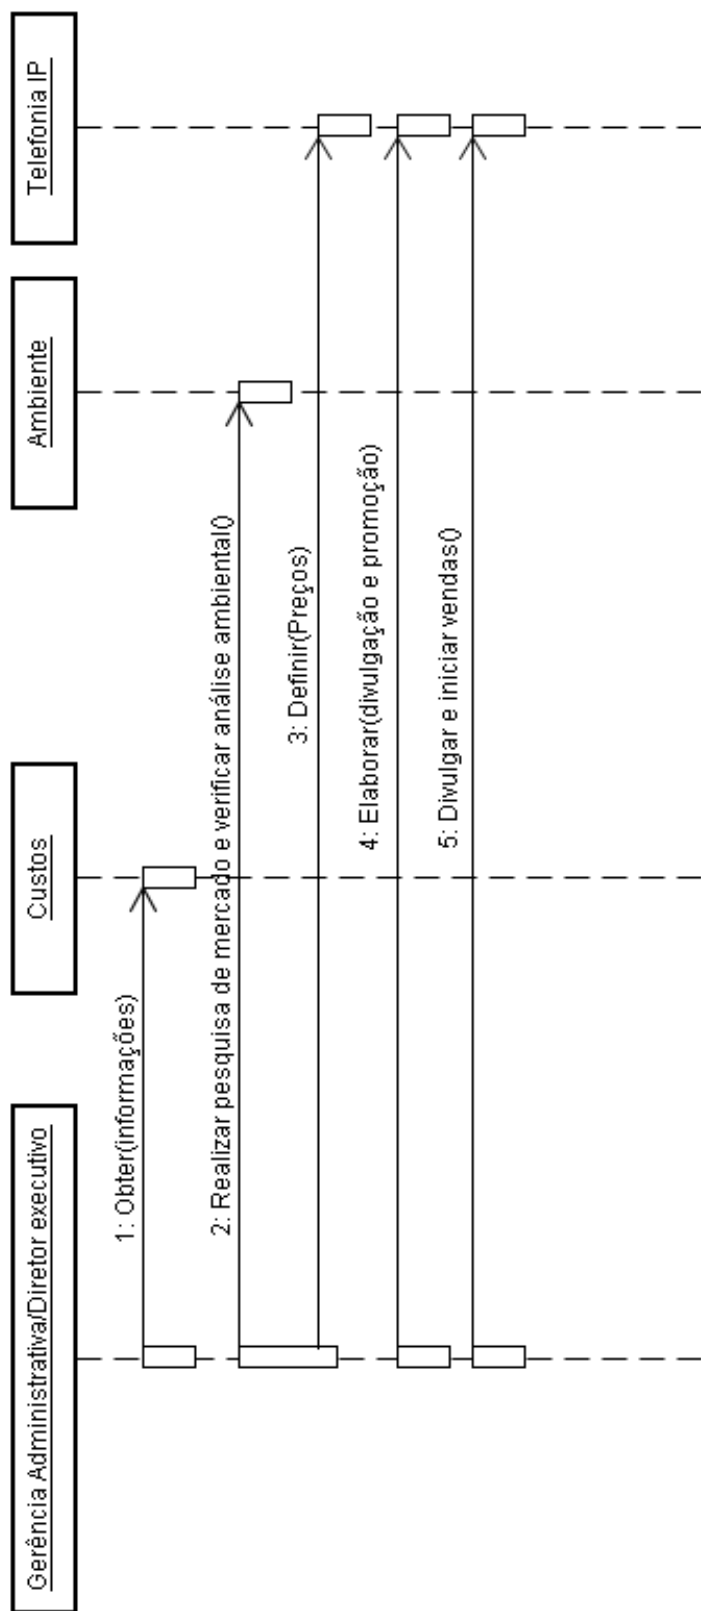 Gerência Administrativa/Diretor executivo
Custos
Ambiente
Telefonia IP
1: Obter(informações)
2: Realizar pesquisa de mercado e verificar análise ambiental()
3: Definir(Preços)
4: Elaborar(divulgação e promoção)
5: Divulgar e iniciar vendas()